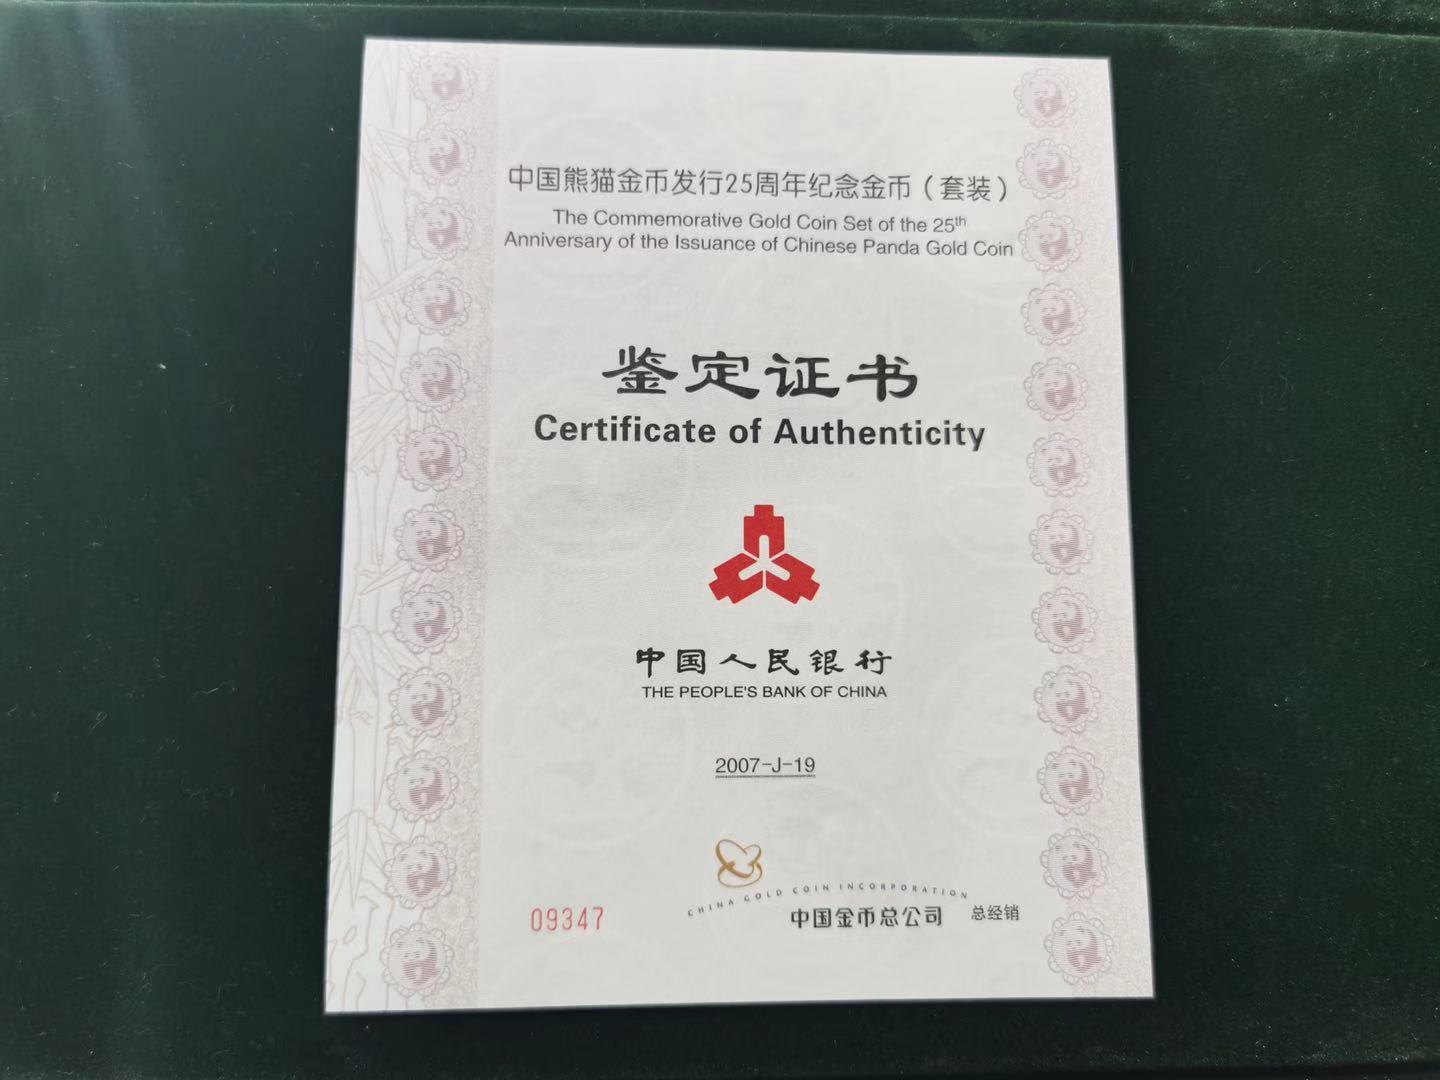 中国熊猫金币发行25周年纪念金币（套装）
The Commemorative Gold Coin Set of the 25th
Anniversary of the Issuance of Chinese Panda Gold Coin
鉴定证书
Certificate of Authenticity
中国人民银行
THE PEOPLE'S BANK OF CHINA
2007-J-19
CHINA GOLD COIN INCORPORATION
09347
中国金币总公司 总经销